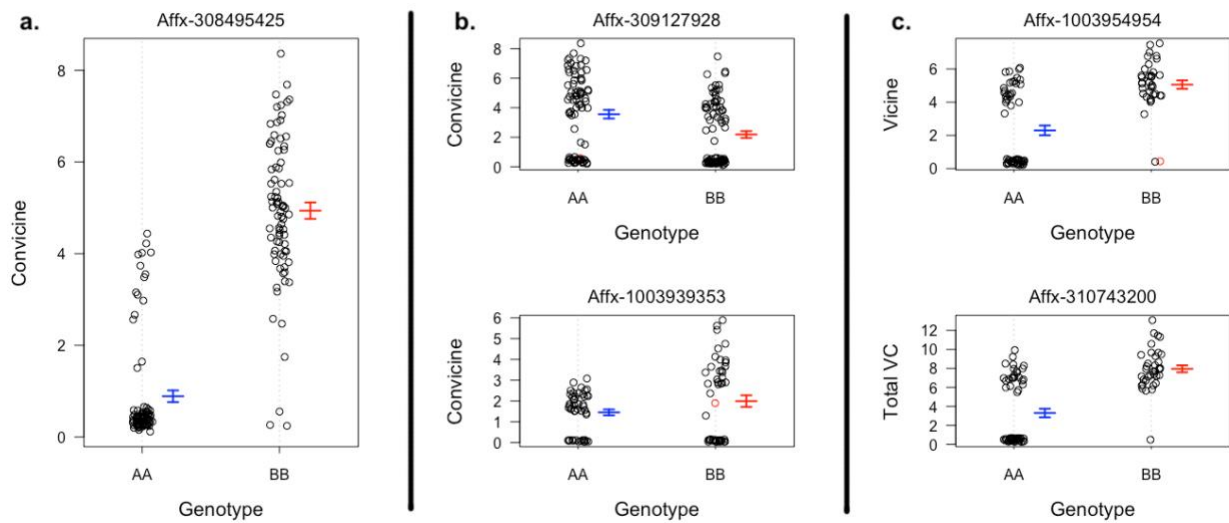 a.
Affx-308495425
Convicine
8
6
4
2
0
AA BB
Genotype
b.
Affx-309127928
Convicine
8
6
4
2
0
AA BB
Genotype
Affx-1003939353
Convicine
6
5
4
3
2
1
0
AA BB
Genotype
c.
Affx-1003954954
Vicine
6
4
2
0
AA BB
Genotype
Affx-310743200
Total VC
12
10
8
6
4
2
0
AA BB
Genotype